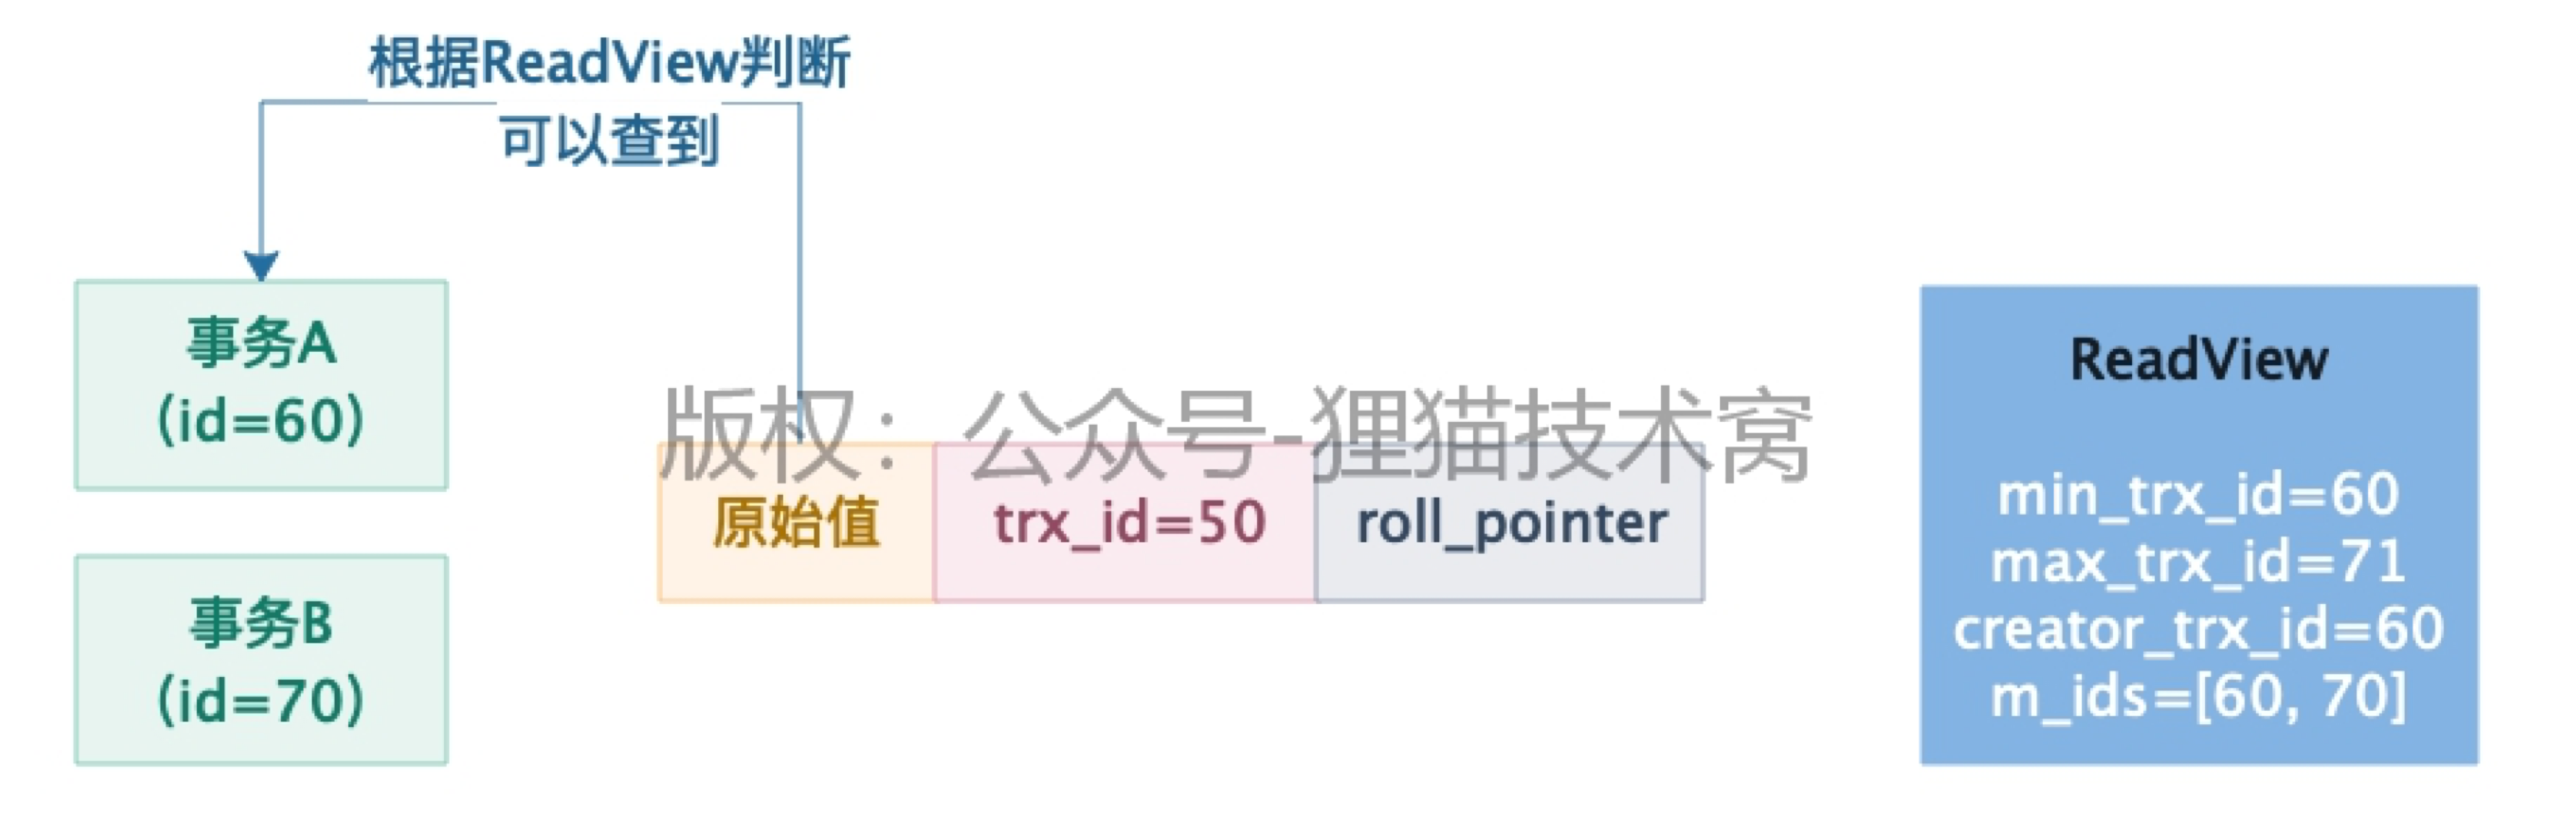 根据ReadView判断
可以查到
事务A
(id=60)
事务B
(id=70)
版权：公众号-狸猫技术窝
原始值
trx_id=50
roll_pointer
ReadView
min_trx_id=60
max_trx_id=71
creator_trx_id=60
m_ids=[60, 70]